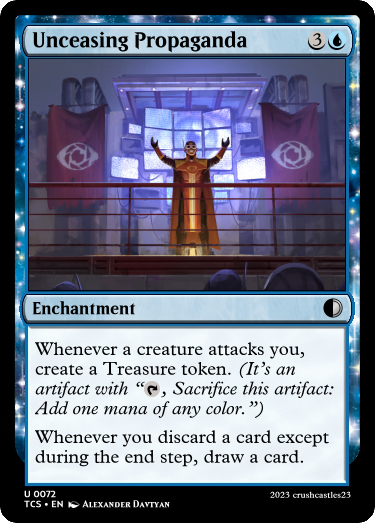 Unceasing Propaganda 3
Enchantment
Whenever a creature attacks you,
create a Treasure token. (It's an
artifact with “, Sacrifice this artifact:
Add one mana of any color.”)
Whenever you discard a card except
during the end step, draw a card.
U 0072
TCS • EN Alexander Davtyan
2023 crushcastles23